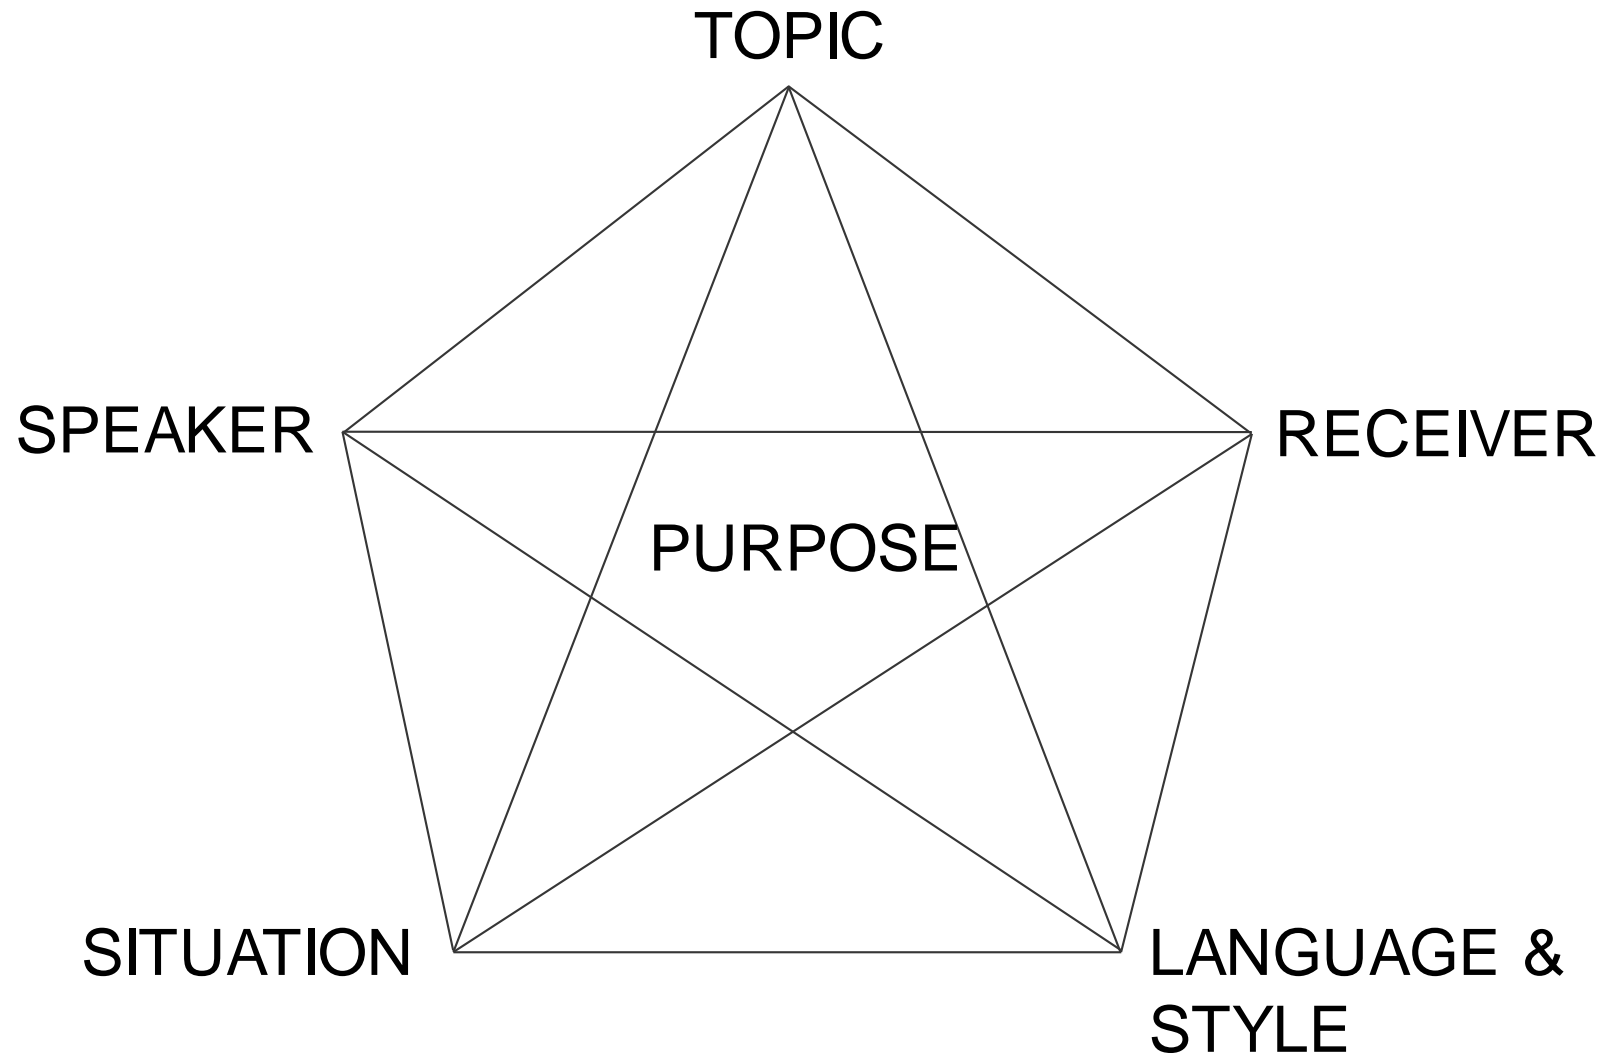 TOPIC
SPEAKER
RECEIVER
PURPOSE
SITUATION
LANGUAGE &
STYLE